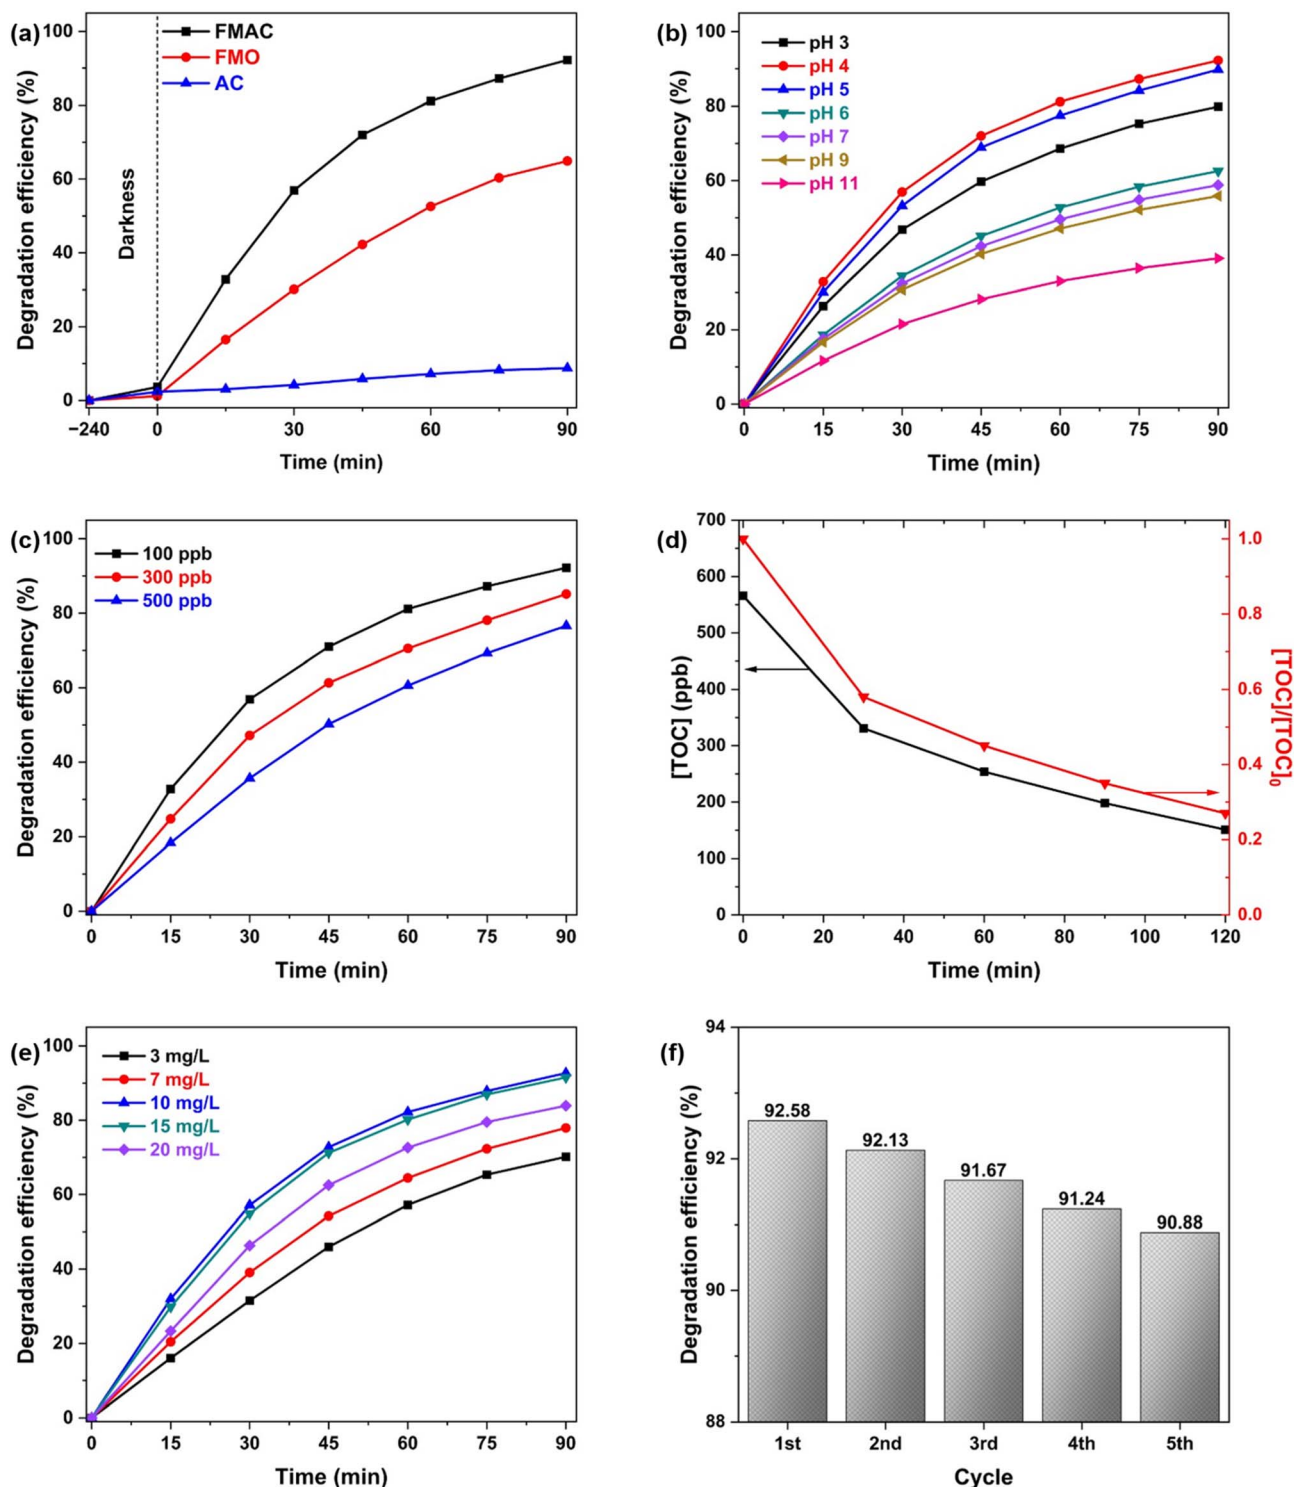 (a)
FMAC
FMO
AC
Darkness
Degradation efficiency (%)
100
80
60
40
20
0
−240 0 30 60 90
Time (min)
(b)
pH 3
pH 4
pH 5
pH 6
pH 7
pH 9
pH 11
Degradation efficiency (%)
100
80
60
40
20
0
0 15 30 45 60 75 90
Time (min)
(c)
100 ppb
300 ppb
500 ppb
Degradation efficiency (%)
100
80
60
40
20
0
0 15 30 45 60 75 90
Time (min)
(d)
[TOC] (ppb)
700
600
500
400
300
200
100
0
0 20 40 60 80 100 120
Time (min)
1.0
0.8
0.6
0.4
0.2
0.0
[TOC]/[TOC]0
(e)
3 mg/L
7 mg/L
10 mg/L
15 mg/L
20 mg/L
Degradation efficiency (%)
100
80
60
40
20
0
0 15 30 45 60 75 90
Time (min)
(f)
Degradation efficiency (%)
94
92
90
88
92.58
92.13
91.67
91.24
90.88
1st 2nd 3rd 4th 5th
Cycle